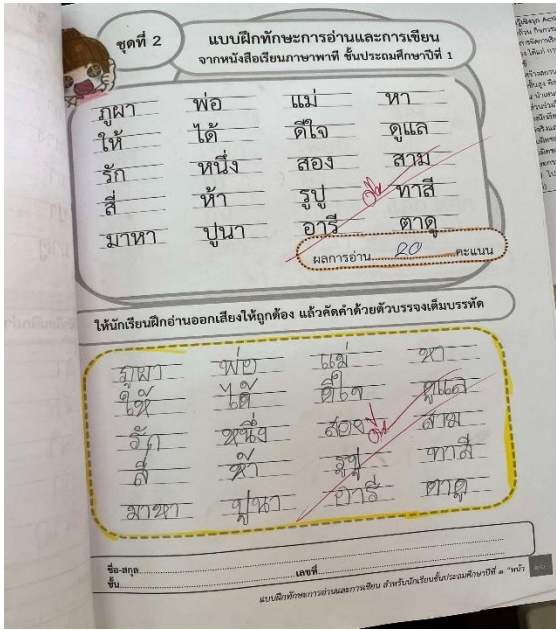 ชุดที่ 2
แบบฝึกทักษะการอ่านและการเขียน
จากหนังสือเรียนภาษาพาที ชั้นประถมศึกษาปีที่ 1
ภูผา พ่อ แม่ หา
ให้ ได้ ดีใจ ดูแล
รัก หนึ่ง สอง สาม
สี่ ห้า รูปู ทาสี
มาหา ปูนา อารี ตาดู
ผลการอ่าน 20 คะแนน
ให้นักเรียนฝึกอ่านออกเสียงให้ถูกต้อง แล้วคัดคำด้วยตัวบรรจงเต็มบรรทัด
ภูผา พ่อ แม่ หา
ให้ ได้ ดีใจ ดูแล
รัก หนึ่ง สอง สาม
สี่ ห้า รูปู ทาสี
มาหา ปูนา อารี ตาดู
ชื่อ-สกุล
ชั้น เลขที่
แบบฝึกทักษะการอ่านและการเขียน สำหรับนักเรียนชั้นประถมศึกษาปีที่ ๑ หน้า